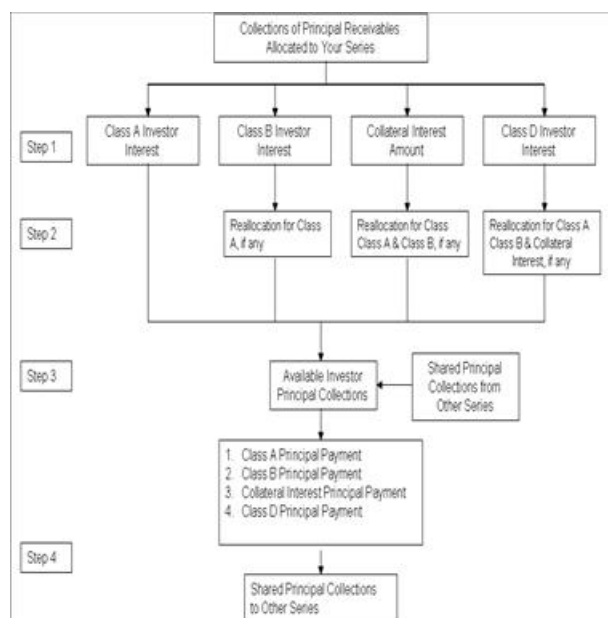 Collections of Principal Receivables
Allocated to Your Series
Step 1
Class A Investor
Interest
Class B Investor
Interest
Collateral Interest
Amount
Class D Investor
Interest
Step 2
Reallocation for Class
A, if any
Reallocation for Class
Class A & Class B, if any
Reallocation for Class A
Class B & Collateral
Interest, if any
Step 3
Available Investor
Principal Collections
Shared Principal
Collections from
Other Series
1. Class A Principal Payment
2. Class B Principal Payment
3. Collateral Interest Principal Payment
4. Class D Principal Payment
Step 4
Shared Principal Collections
to Other Series